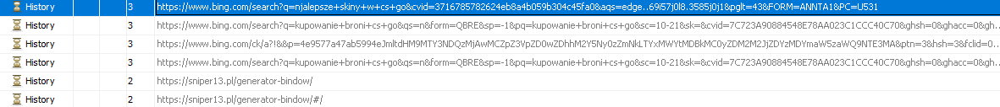 History 3 https://www.bing.com/search?q=njalepsze+skiny+w+cs+go&cvid=3716785782624eb8a4b059b304c45fa0&aqs=edge..69i57j0l8.3585j0j1&pglt=43&FORM=ANNTA1&PC=U531
History 3 https://www.bing.com/search?q=kupowanie+broni+cs+go&qs=n&form=QBRE&sp=-1&pq=kupowanie+broni+cs+go&sc=10-21&sk=&cvid=7C723A90884548E78AA023C1CCC40C70&ghsh=0&ghacc=0&g...
History 3 https://www.bing.com/ck/a?!&&p=4e9577a47ab5994eJmltdHM9MTY3NDQzMjAwMCZpZ3VpZD0wZDhhM2Y5Ny0zZmNkLTYxMWYtMDBkMC0yZDM2M2JjZDYzMDYmaW5zaWQ9NTE3MA&ptn=3&hsh=3&fclid=0...
History 3 https://www.bing.com/search?q=kupowanie+broni+cs+go&qs=n&form=QBRE&sp=-1&pq=kupowanie+broni+cs+go&sc=10-21&sk=&cvid=7C723A90884548E78AA023C1CCC40C70&ghsh=0&ghacc=0&g...
History 2 https://sniper13.pl/generator-bindow/
History 2 https://sniper13.pl/generator-bindow/#/